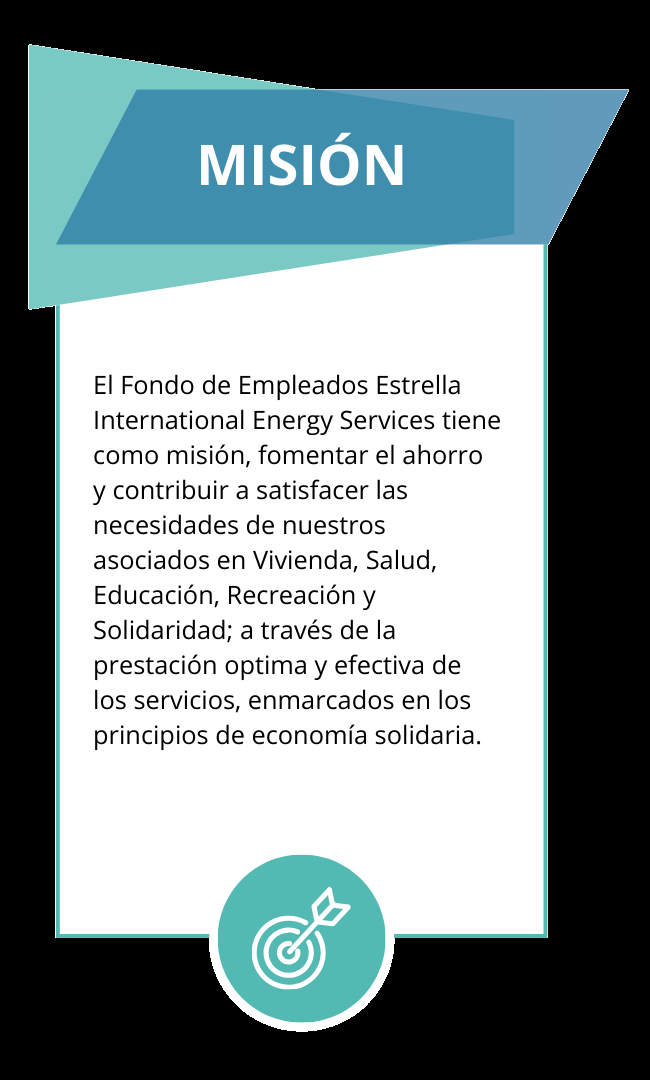 MISIÓN
El Fondo de Empleados Estrella
International Energy Services tiene
como misión, fomentar el ahorro
y contribuir a satisfacer las
necesidades de nuestros
asociados en Vivienda, Salud,
Educación, Recreación y
Solidaridad; a través de la
prestación optima y efectiva de
los servicios, enmarcados en los
principios de economía solidaria.